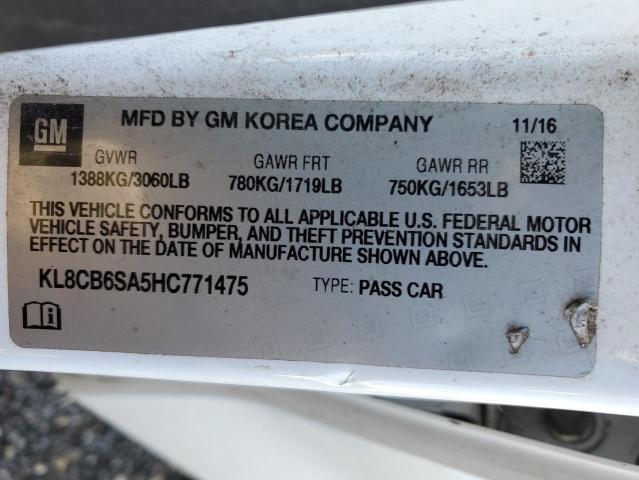 GM
MFD BY GM KOREA COMPANY 11/16
GVWR GAWR FRT GAWR RR
1388KG/3060LB 780KG/1719LB 750KG/1653LB
THIS VEHICLE CONFORMS TO ALL APPLICABLE U.S. FEDERAL MOTOR
VEHICLE SAFETY, BUMPER, AND THEFT PREVENTION STANDARDS IN
EFFECT ON THE DATE OF MANUFACTURE SHOWN ABOVE.
KL8CB6SA5HC771475 TYPE: PASS CAR